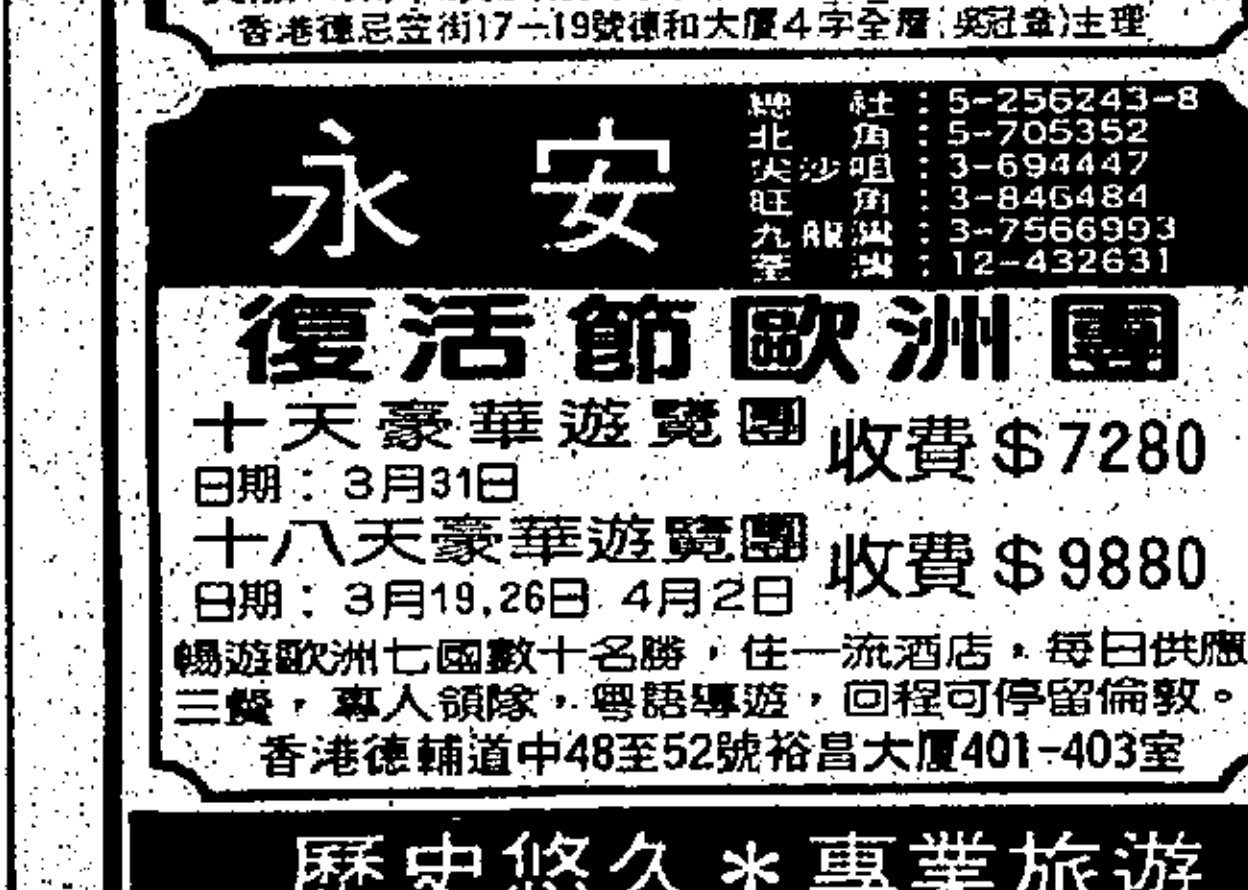 香港德忌笠街17-19號德和大廈4字全層(吳冠章)主理
永安
總社：5-256243-8
北角：5-705352
尖沙咀：3-694447
旺角：3-846484
九龍灣：3-7566993
荃灣：12-432631
復活節歐洲團
十天豪華遊覽團 收費$7280
日期：3月31日
十八天豪華遊覽團 收費$9880
日期：3月19,26日 4月2日
暢遊歐洲七國數十名勝，住一流酒店，每日供應
三餐，專人領隊，粵語導遊，回程可停留倫敦。
香港德輔道中48至52號裕昌大廈401-403室
歷史悠久*專業旅遊